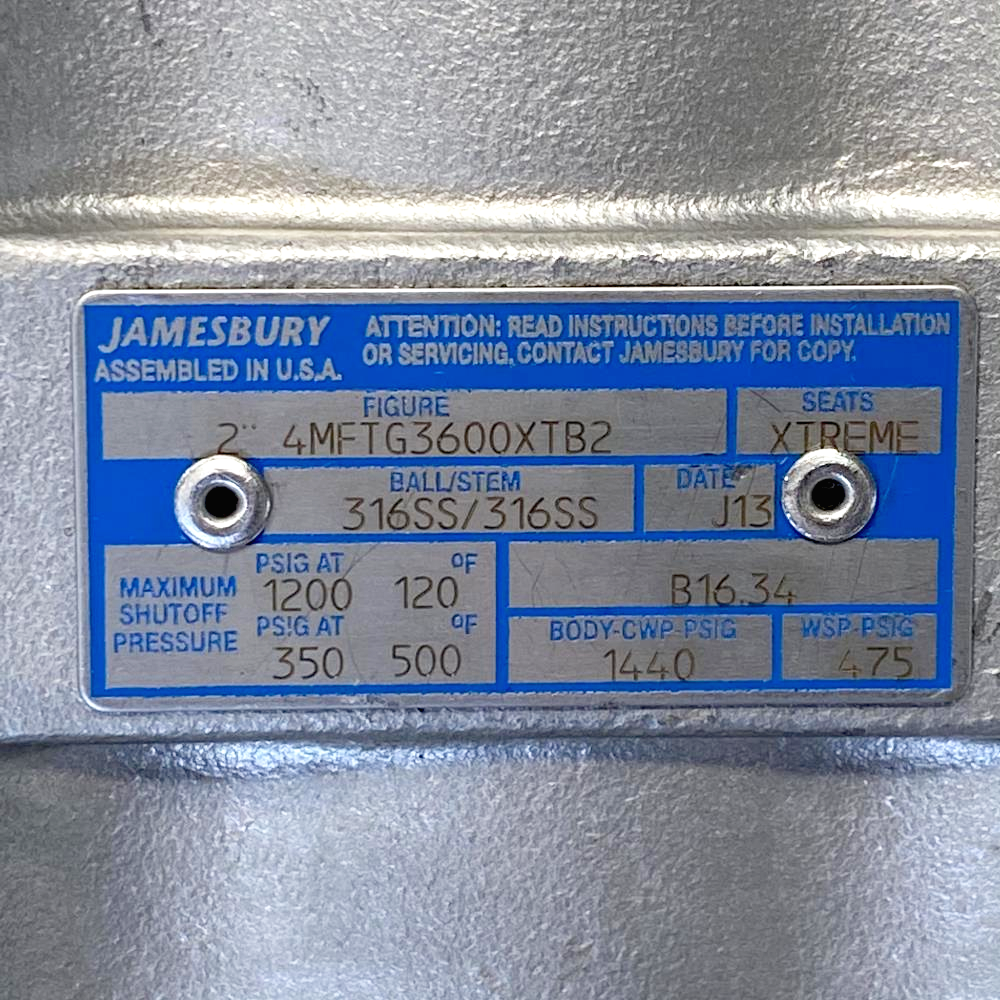 JAMESBURY
ASSEMBLED IN U.S.A.
ATTENTION: READ INSTRUCTIONS BEFORE INSTALLATION
OR SERVICING, CONTACT JAMESBURY FOR COPY.
FIGURE
2" 4MFTG3600XTB2
SEATS
XTREME
BALL/STEM
316SS/316SS
DATE
J13
MAXIMUM
SHUTOFF
PRESSURE
PSIG AT °F
1200 120
PSIG AT °F
350 500
B16.34
BODY-CWP-PSIG
1440
WSP-PSIG
475